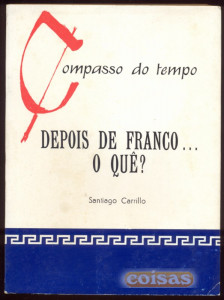 Compasso do tempo
DEPOIS DE FRANCO...
O QUÊ?
Santiago Carrillo
coisas